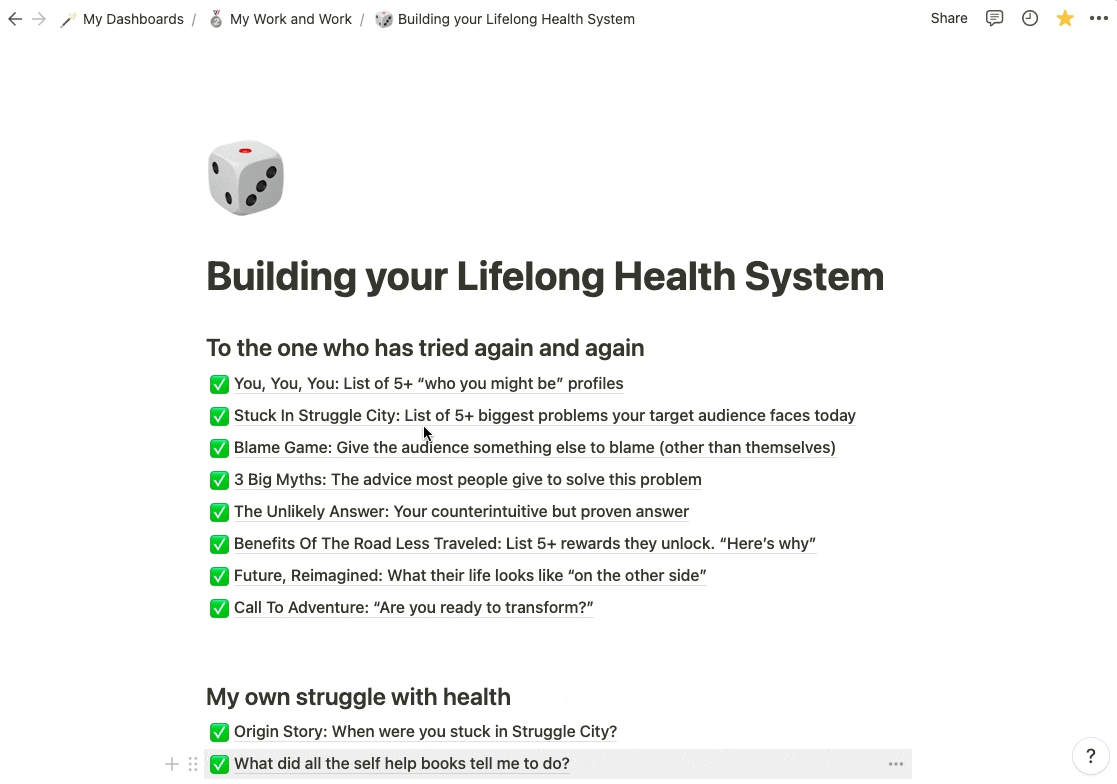 My Dashboards / My Work and Work / Building your Lifelong Health System Share
Building your Lifelong Health System
To the one who has tried again and again
You, You, You: List of 5+ “who you might be” profiles
Stuck In Struggle City: List of 5+ biggest problems your target audience faces today
Blame Game: Give the audience something else to blame (other than themselves)
3 Big Myths: The advice most people give to solve this problem
The Unlikely Answer: Your counterintuitive but proven answer
Benefits Of The Road Less Traveled: List 5+ rewards they unlock. “Here’s why”
Future, Reimagined: What their life looks like “on the other side”
Call To Adventure: “Are you ready to transform?”
My own struggle with health
Origin Story: When were you stuck in Struggle City?
What did all the self help books tell me to do?
?